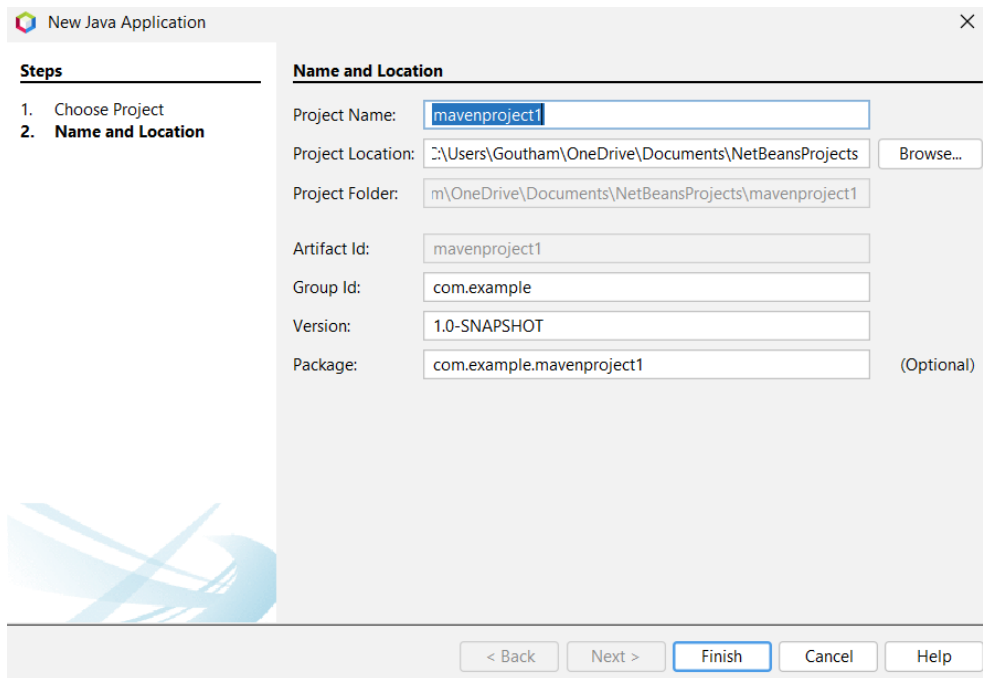 New Java Application
Steps
1. Choose Project
2. Name and Location
Name and Location
Project Name: mavenproject1
Project Location: C:\Users\Goutham\OneDrive\Documents\NetBeansProjects Browse...
Project Folder: m\OneDrive\Documents\NetBeansProjects\mavenproject1
Artifact Id: mavenproject1
Group Id: com.example
Version: 1.0-SNAPSHOT
Package: com.example.mavenproject1 (Optional)
< Back Next > Finish Cancel Help